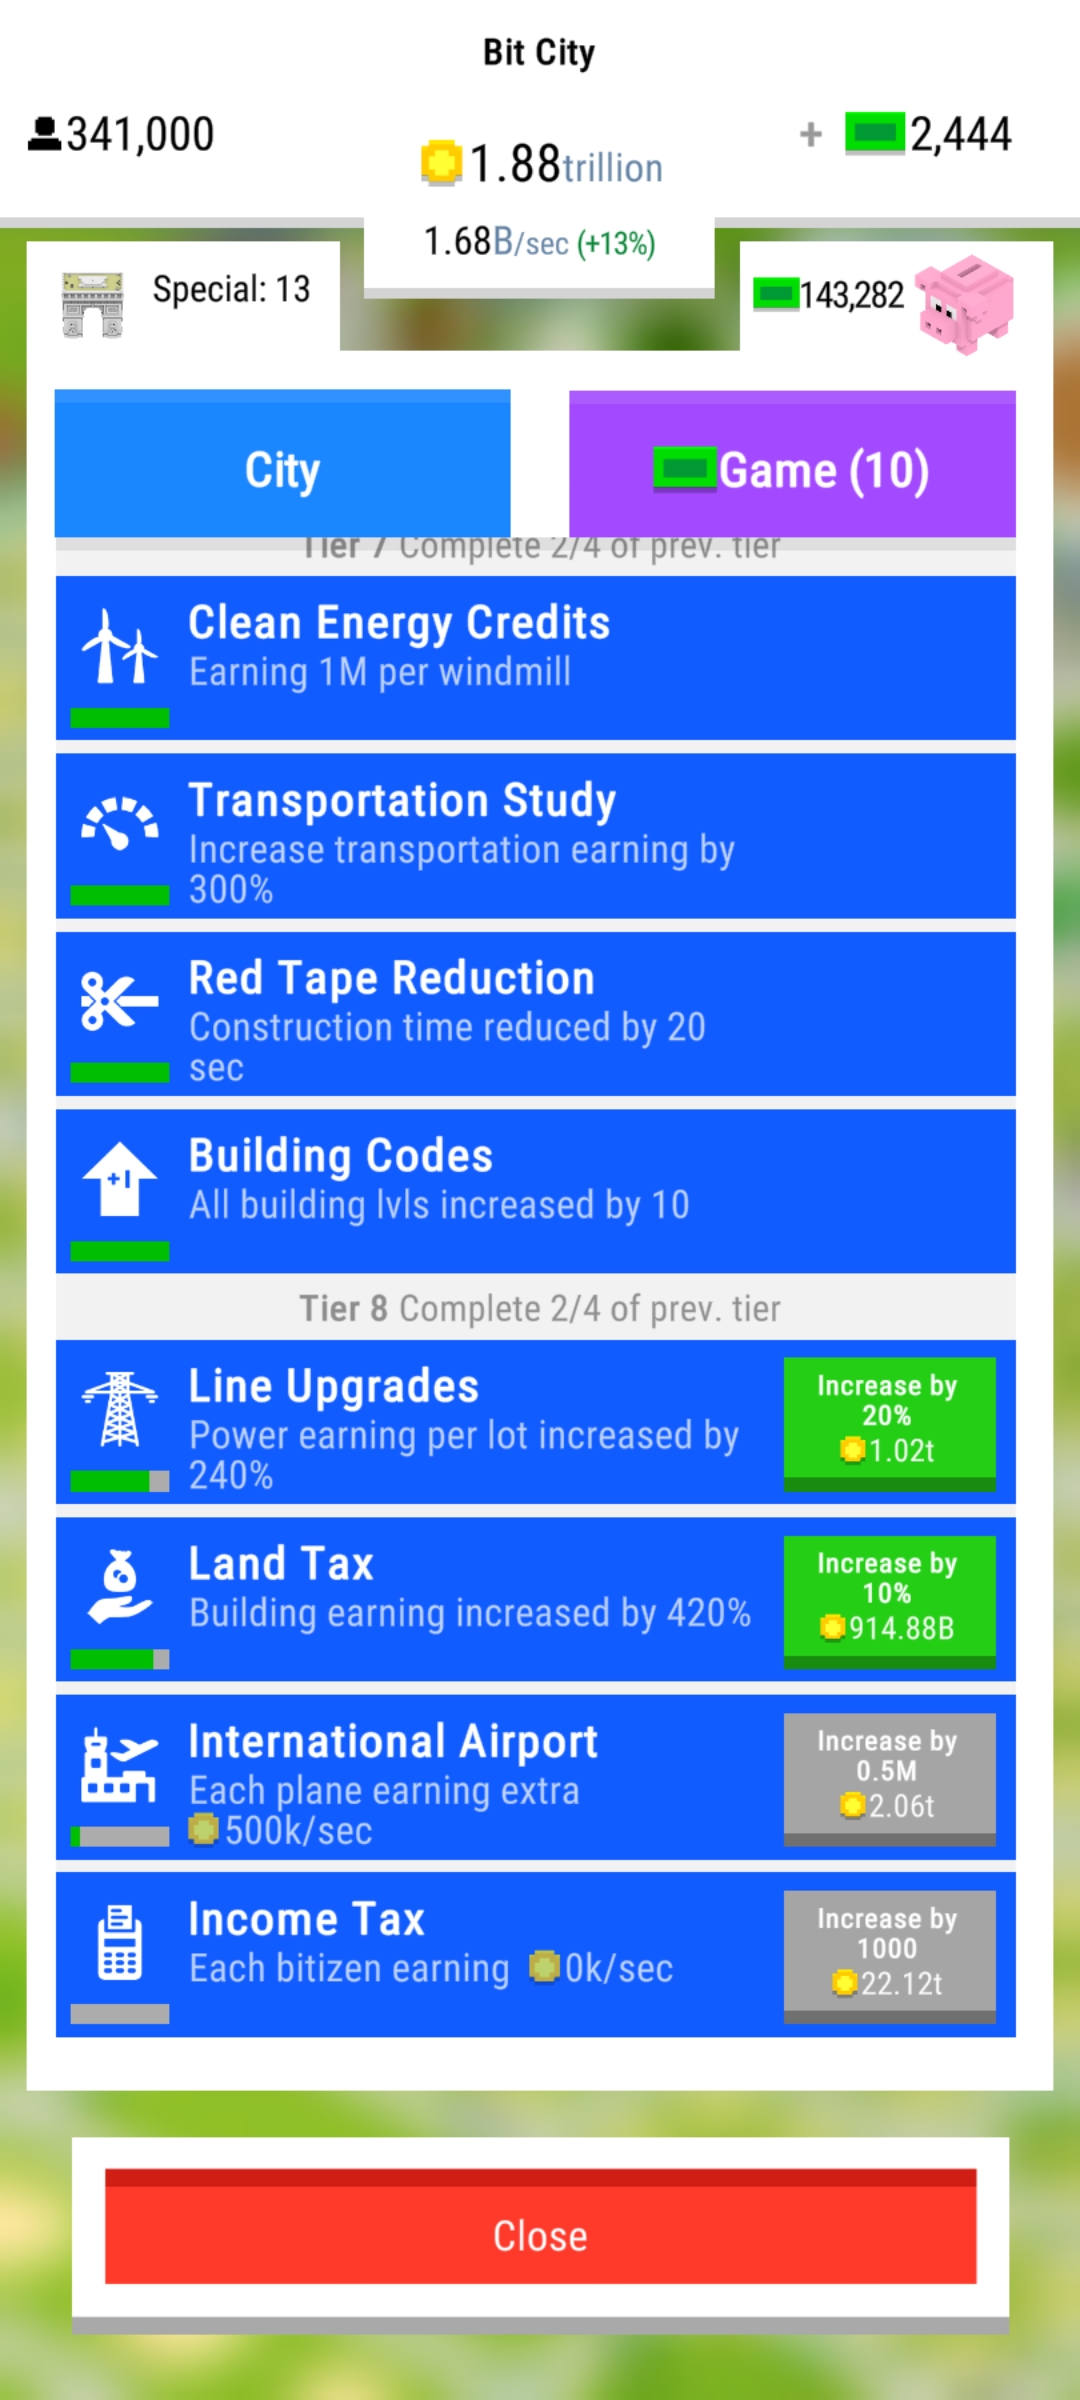 Bit City
341,000
1.88trillion
+ 2,444
1.68B/sec (+13%)
Special: 13
143,282
City
Game (10)
Tier 7 Complete 2/4 of prev. tier
Clean Energy Credits
Earning 1M per windmill
Transportation Study
Increase transportation earning by
300%
Red Tape Reduction
Construction time reduced by 20
sec
+1
Building Codes
All building lvls increased by 10
Tier 8 Complete 2/4 of prev. tier
Line Upgrades
Power earning per lot increased by
240%
Increase by
20%
1.02t
Land Tax
Building earning increased by 420%
Increase by
10%
914.88B
International Airport
Each plane earning extra
500k/sec
Increase by
0.5M
2.06t
Income Tax
Each bitizen earning 0k/sec
Increase by
1000
22.12t
Close